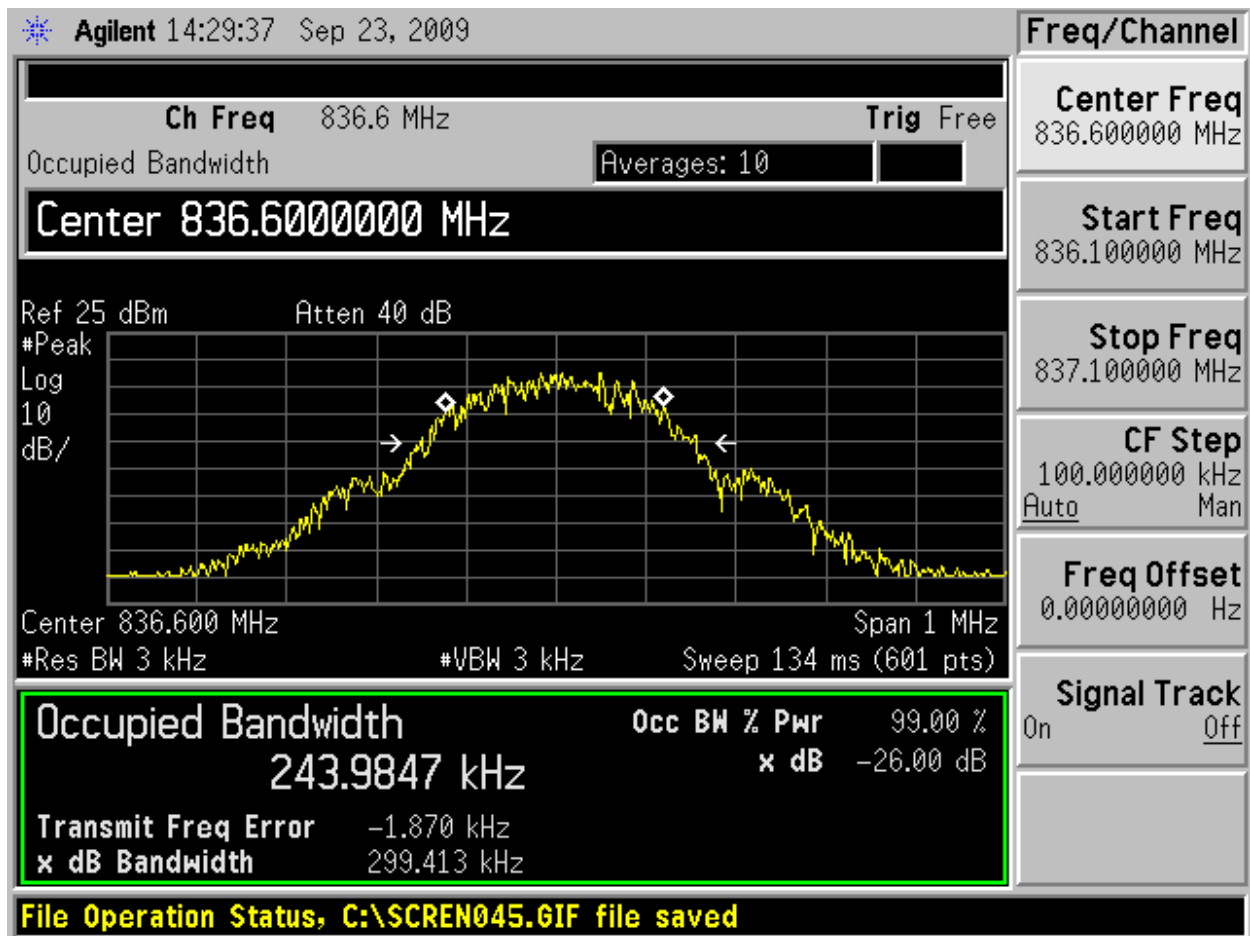 Agilent 14:29:37 Sep 23, 2009
Freq/Channel
Ch Freq 836.6 MHz Trig Free
Occupied Bandwidth Averages: 10
Center 836.6000000 MHz
Ref 25 dBm Atten 40 dB
#Peak
Log
10
dB/
Center 836.600 MHz Span 1 MHz
#Res BW 3 kHz #VBW 3 kHz Sweep 134 ms (601 pts)
Occupied Bandwidth Occ BW % Pwr 99.00 %
243.9847 kHz x dB -26.00 dB
Transmit Freq Error -1.870 kHz
x dB Bandwidth 299.413 kHz
Center Freq
836.600000 MHz
Start Freq
836.100000 MHz
Stop Freq
837.100000 MHz
CF Step
100.000000 kHz
Auto Man
Freq Offset
0.00000000 Hz
Signal Track
On Off
File Operation Status, C:\SCREN045.GIF file saved